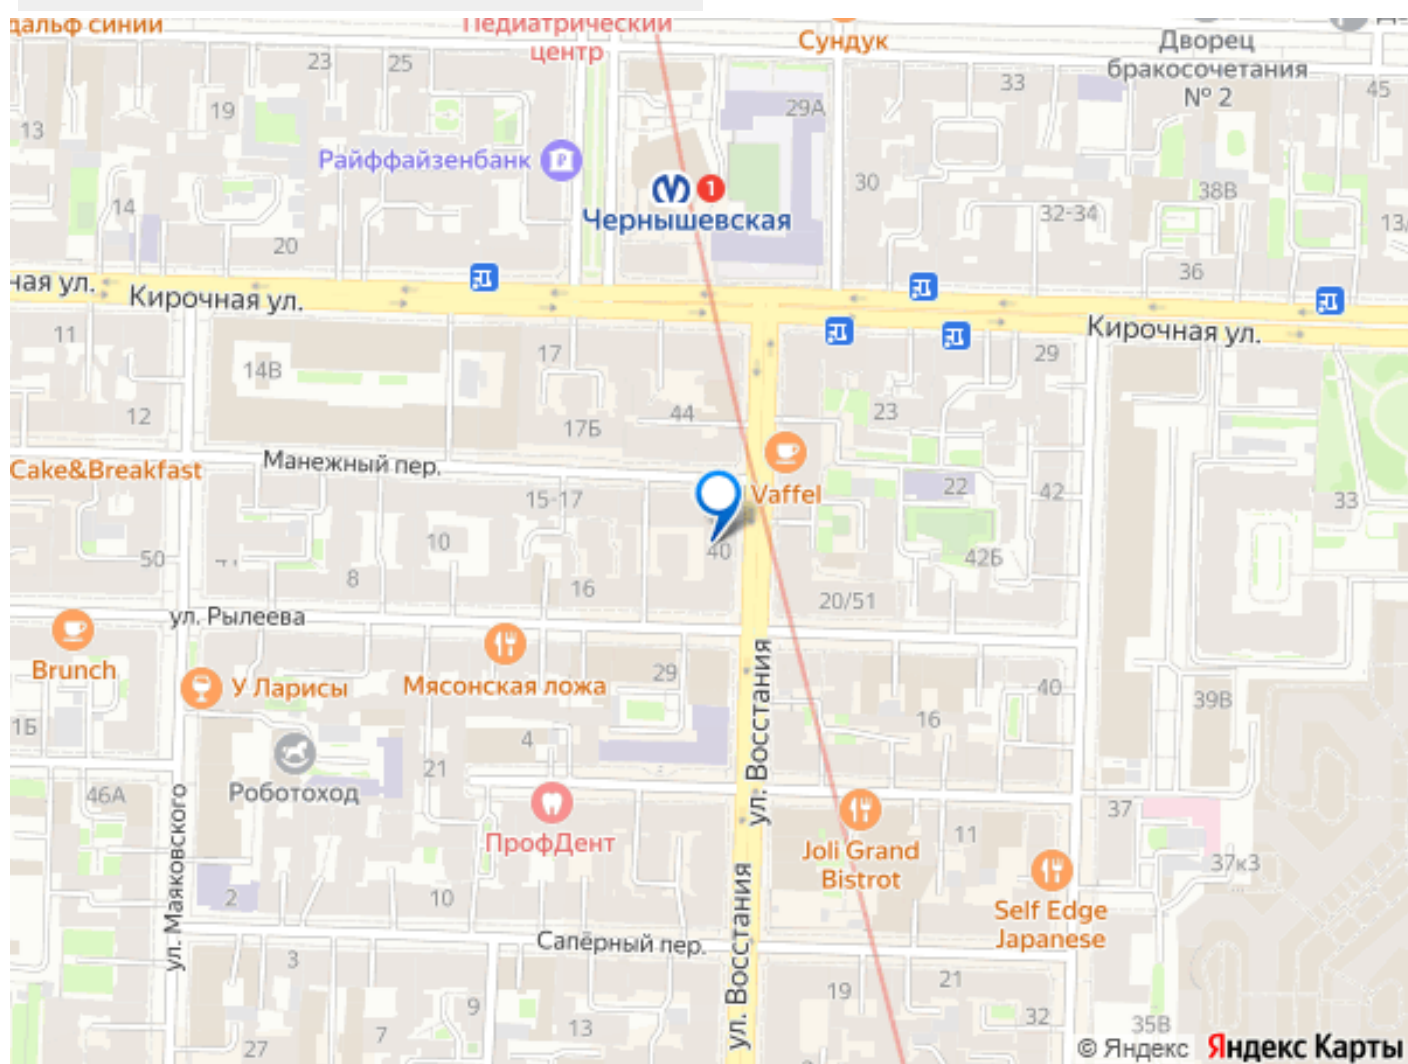 дальф синии
Педиатрический
центр
Сундук
Дворец
бракосочетания
№ 2
23
25
33
45
19
29А
13
Райффайзенбанк
1
Чернышевская
30
38В
32-34
14
13/
20
36
ная ул.
Кирочная ул.
Кирочная ул.
11
17
29
14В
12
44
23
17Б
Манежный пер.
Cake&Breakfast
Vaffel
22
42
33
15-17
10
40
50
42Б
8
16
20/51
ул. Рылеева
Brunch
У Ларисы
Мясонская ложа
29
40
39В
16
1Б
4
ул. Восстания
Роботоход
21
46А
ПрофДент
37
11
Joli Grand
Bistrot
37к3
ул. Маяковского
2
10
Self Edge
Japanese
Сапёрный пер.
ул. Восстания
3
21
19
9
13
32
35В
7
27
© Яндекс Яндекс Карты